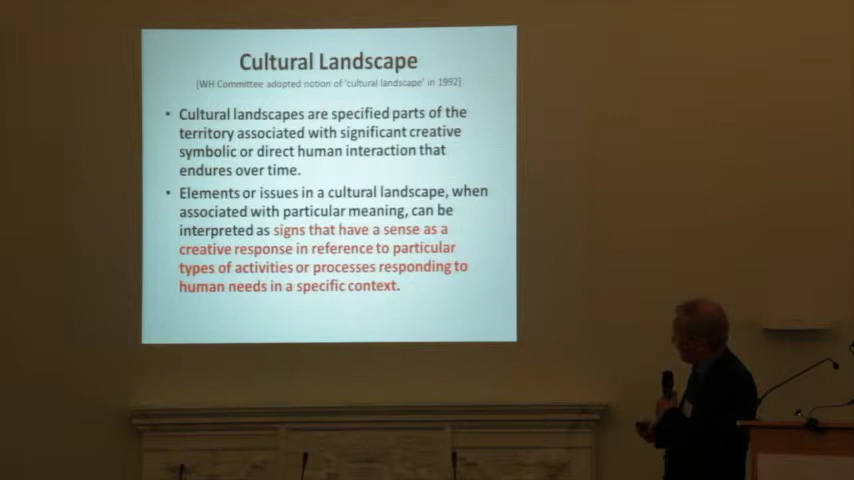 Cultural Landscape
[WH Committee adopted notion of 'cultural landscape' in 1992]
• Cultural landscapes are specified parts of the
territory associated with significant creative
symbolic or direct human interaction that
endures over time.
• Elements or issues in a cultural landscape, when
associated with particular meaning, can be
interpreted as signs that have a sense as a
creative response in reference to particular
types of activities or processes responding to
human needs in a specific context.